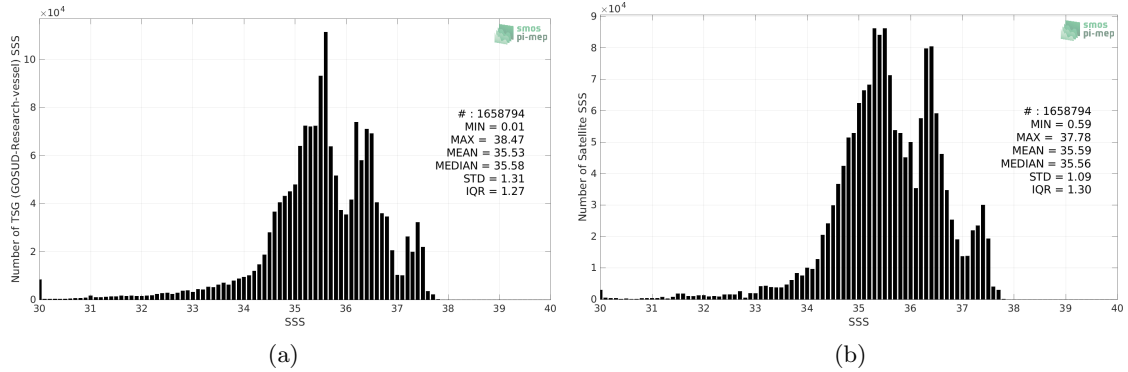 ×10⁴
Number of TSG (GOSUD-Research-vessel) SSS
10
8
6
4
2
0
30 31 32 33 34 35 36 37 38 39 40
SSS
smos
pi-mep
# : 1658794
MIN = 0.01
MAX = 38.47
MEAN = 35.53
MEDIAN = 35.58
STD = 1.31
IQR = 1.27
(a)
×10⁴
Number of Satellite SSS
9
8
7
6
5
4
3
2
1
0
30 31 32 33 34 35 36 37 38 39 40
SSS
smos
pi-mep
# : 1658794
MIN = 0.59
MAX = 37.78
MEAN = 35.59
MEDIAN = 35.56
STD = 1.09
IQR = 1.30
(b)